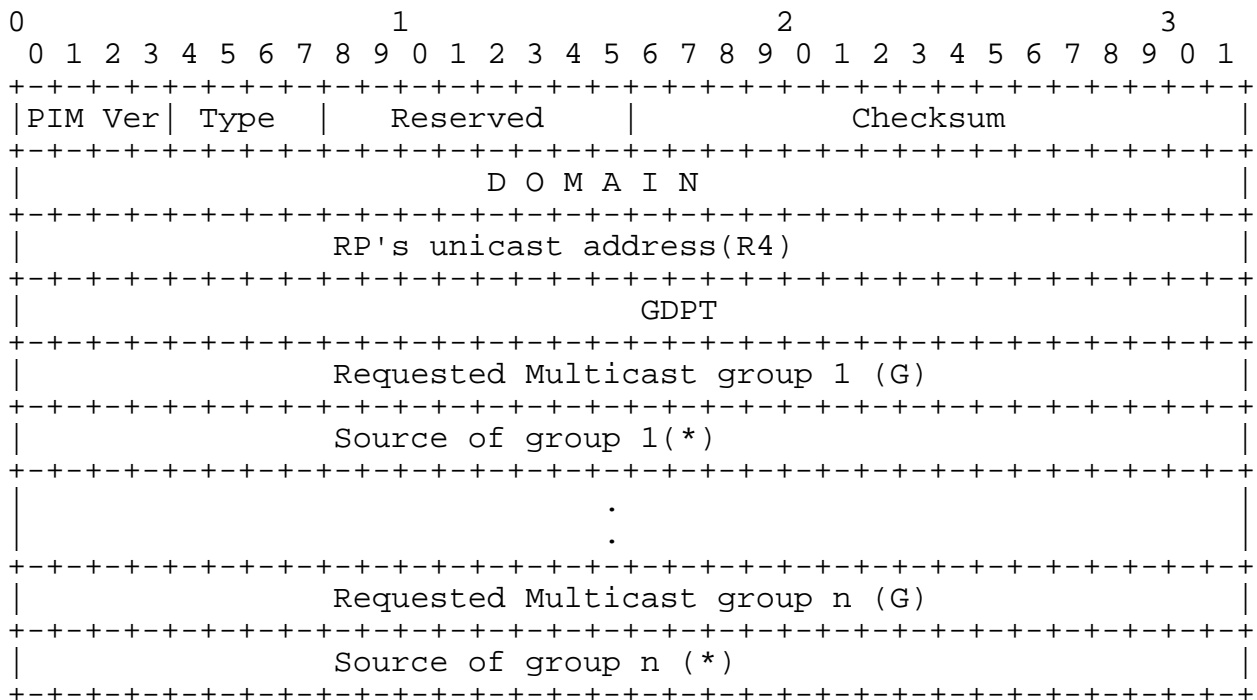 0                   1                   2                   3
 0 1 2 3 4 5 6 7 8 9 0 1 2 3 4 5 6 7 8 9 0 1 2 3 4 5 6 7 8 9 0 1
+-+-+-+-+-+-+-+-+-+-+-+-+-+-+-+-+-+-+-+-+-+-+-+-+-+-+-+-+-+-+-+-+
|PIM Ver| Type  |   Reserved    |           Checksum            |
+-+-+-+-+-+-+-+-+-+-+-+-+-+-+-+-+-+-+-+-+-+-+-+-+-+-+-+-+-+-+-+-+
|                        D O M A I N                            |
+-+-+-+-+-+-+-+-+-+-+-+-+-+-+-+-+-+-+-+-+-+-+-+-+-+-+-+-+-+-+-+-+
|                RP's unicast address(R4)                       |
+-+-+-+-+-+-+-+-+-+-+-+-+-+-+-+-+-+-+-+-+-+-+-+-+-+-+-+-+-+-+-+-+
|                                GDPT                           |
+-+-+-+-+-+-+-+-+-+-+-+-+-+-+-+-+-+-+-+-+-+-+-+-+-+-+-+-+-+-+-+-+
|                Requested Multicast group 1 (G)                |
+-+-+-+-+-+-+-+-+-+-+-+-+-+-+-+-+-+-+-+-+-+-+-+-+-+-+-+-+-+-+-+-+
|                Source of group 1(*)                           |
+-+-+-+-+-+-+-+-+-+-+-+-+-+-+-+-+-+-+-+-+-+-+-+-+-+-+-+-+-+-+-+-+
|                              .                                |
|                              .                                |
+-+-+-+-+-+-+-+-+-+-+-+-+-+-+-+-+-+-+-+-+-+-+-+-+-+-+-+-+-+-+-+-+
|                Requested Multicast group n (G)                |
+-+-+-+-+-+-+-+-+-+-+-+-+-+-+-+-+-+-+-+-+-+-+-+-+-+-+-+-+-+-+-+-+
|                Source of group n (*)                          |
+-+-+-+-+-+-+-+-+-+-+-+-+-+-+-+-+-+-+-+-+-+-+-+-+-+-+-+-+-+-+-+-+